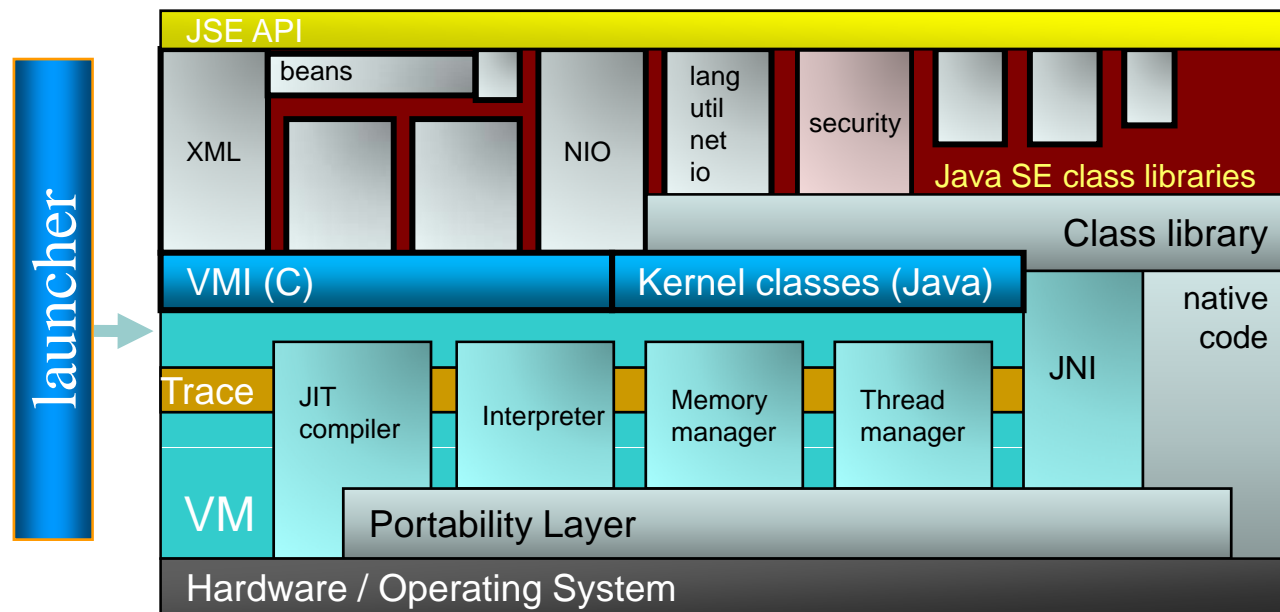 JSE API
launcher
beans
XML
NIO
lang
util
net
io
security
Java SE class libraries
Class library
VMI (C)
Kernel classes (Java)
native
code
JNI
Trace
JIT
compiler
Interpreter
Memory
manager
Thread
manager
VM
Portability Layer
Hardware / Operating System